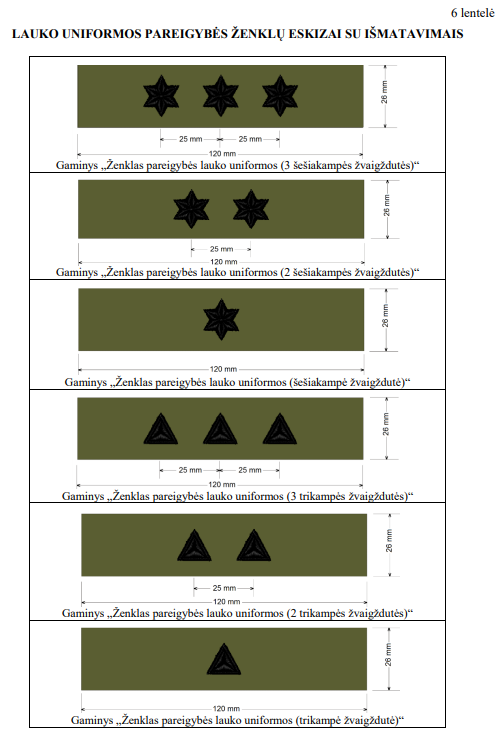 6 lentelė
LAUKO UNIFORMOS PAREIGYBĖS ŽENKLŲ ESKIZAI SU IŠMATAVIMAIS
26 mm
25 mm 25 mm
120 mm
Gaminys „Ženklas pareigybės lauko uniformos (3 šešiakampės žvaigždutės)“
26 mm
25 mm
120 mm
Gaminys „Ženklas pareigybės lauko uniformos (2 šešiakampės žvaigždutės)“
26 mm
120 mm
Gaminys „Ženklas pareigybės lauko uniformos (šešiakampė žvaigždutė)“
26 mm
25 mm 25 mm
120 mm
Gaminys „Ženklas pareigybės lauko uniformos (3 trikampės žvaigždutės)“
26 mm
25 mm
120 mm
Gaminys „Ženklas pareigybės lauko uniformos (2 trikampės žvaigždutės)“
26 mm
120 mm
Gaminys „Ženklas pareigybės lauko uniformos (trikampė žvaigždutė)“